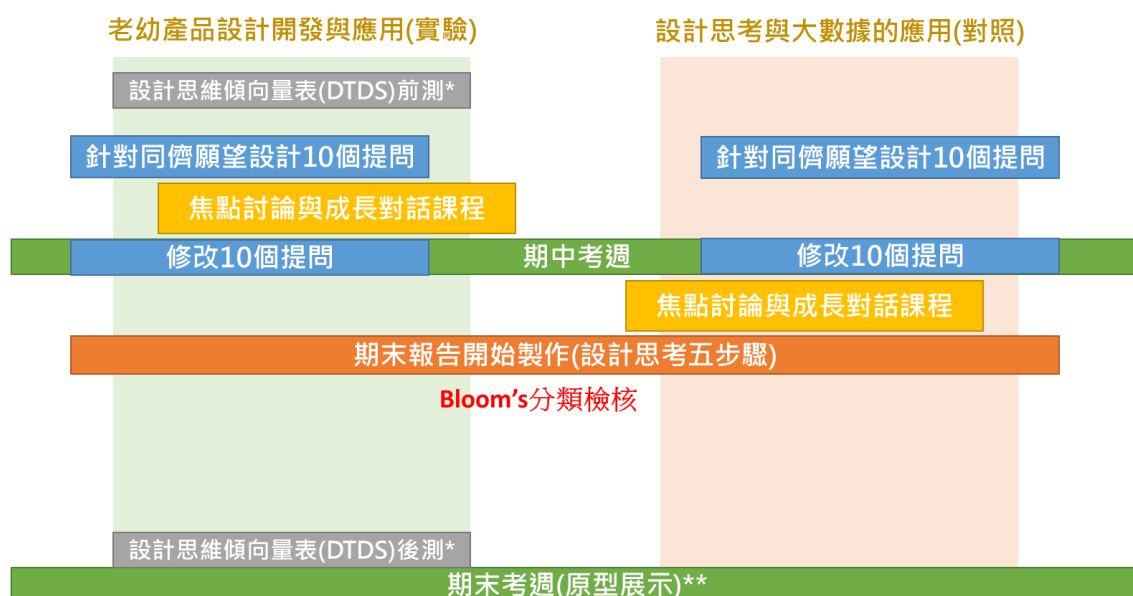 老幼產品設計開發與應用(實驗)
設計思考與大數據的應用(對照)
設計思維傾向量表(DTDS)前測*
針對同儕願望設計10個提問
針對同儕願望設計10個提問
焦點討論與成長對話課程
修改10個提問
期中考週
修改10個提問
焦點討論與成長對話課程
期末報告開始製作(設計思考五步驟)
Bloom’s分類檢核
設計思維傾向量表(DTDS)後測*
期末考週(原型展示)**